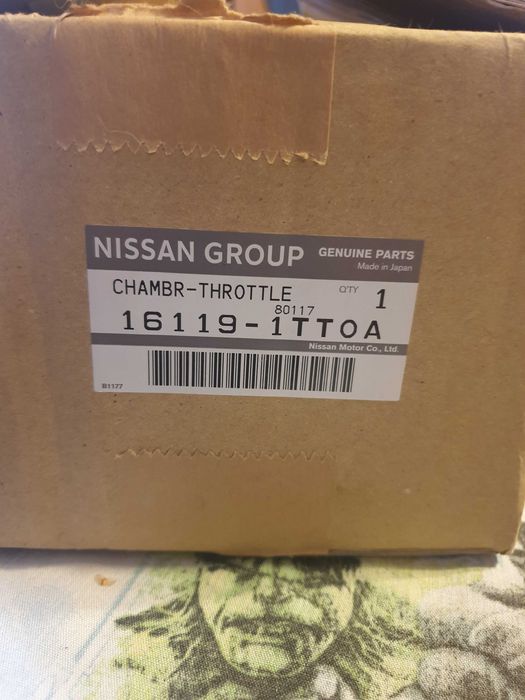 NISSAN GROUP GENUINE PARTS
Made in Japan
CHAMBR-THROTTLE Q'TY 1
80117
16119-1TT0A
Nissan Motor Co., Ltd.
B1177